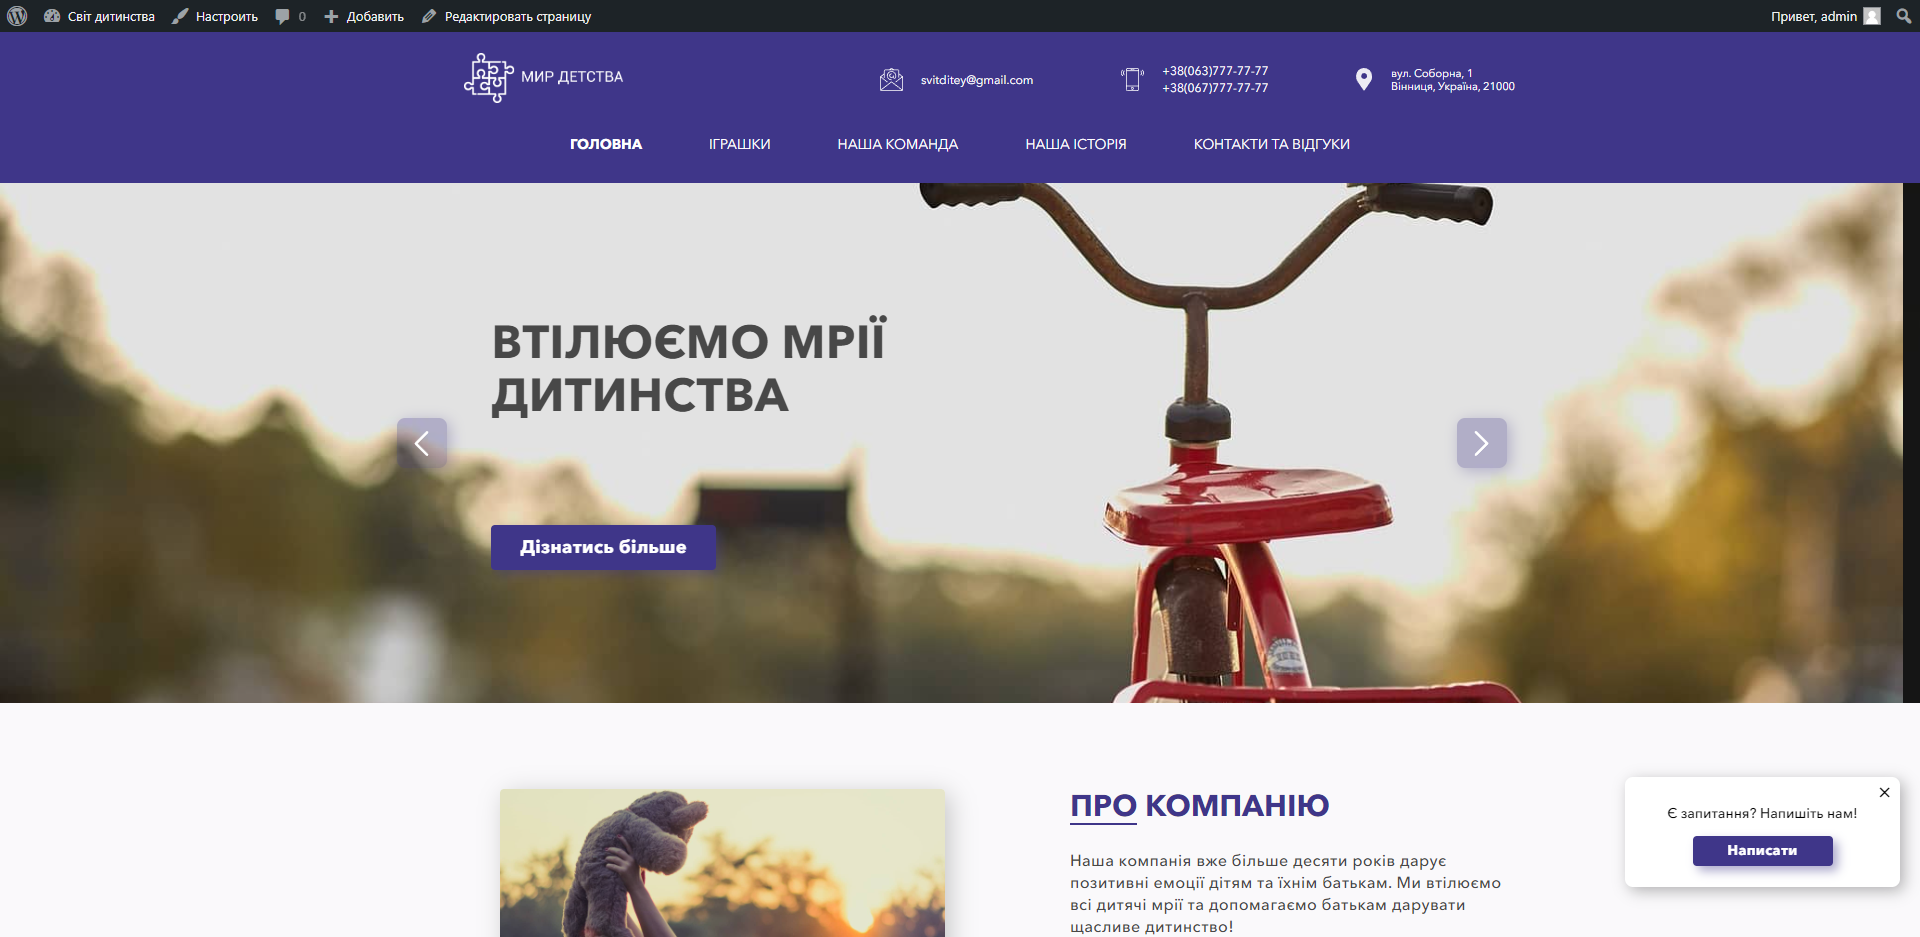 Світ дитинства Настроить 0 Добавить Редактировать страницу Привет, admin
МИР ДЕТСТВА
svitditey@gmail.com
+38(063)777-77-77
+38(067)777-77-77
вул. Соборна, 1
Вінниця, Україна, 21000
ГОЛОВНА ІГРАШКИ НАША КОМАНДА НАША ІСТОРІЯ КОНТАКТИ ТА ВІДГУКИ
ВТІЛЮЄМО МРІЇ
ДИТИНСТВА
Дізнатись більше
ПРО КОМПАНІЮ
Наша компанія вже більше десяти років дарує
позитивні емоції дітям та їхнім батькам. Ми втілюємо
всі дитячі мрії та допомагаємо батькам дарувати
щасливе дитинство!
Є запитання? Напишіть нам!
Написати